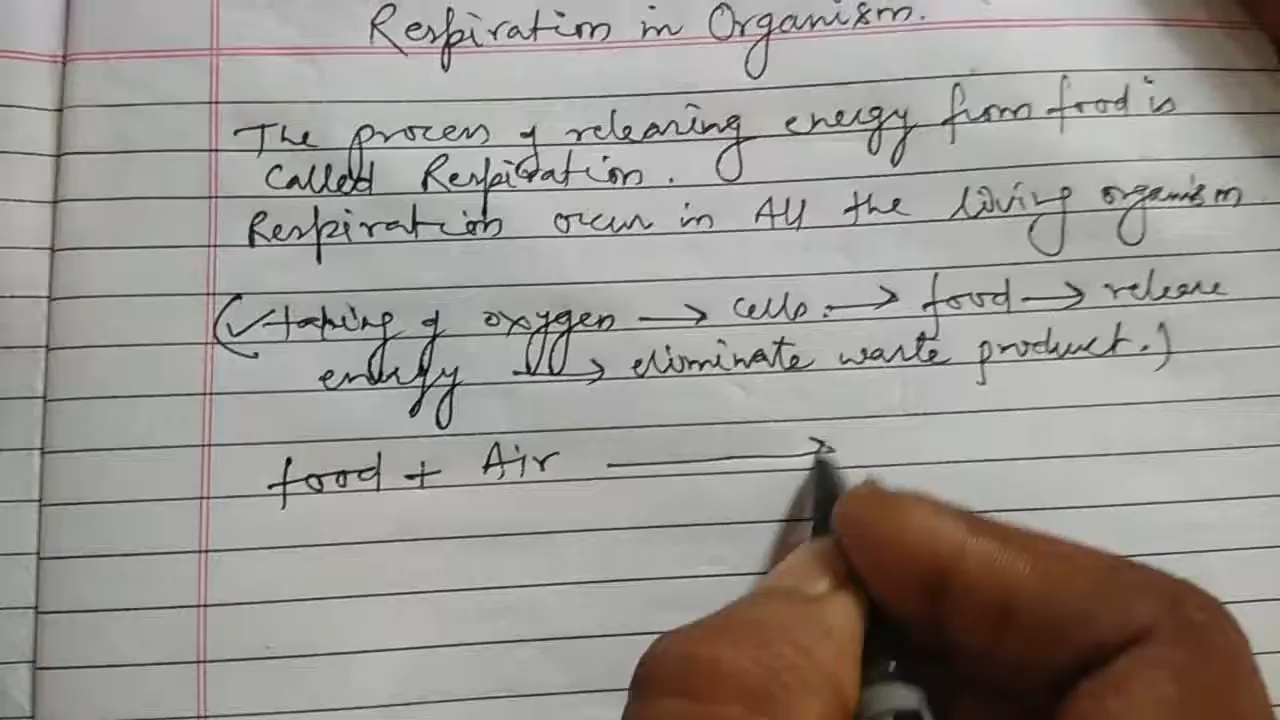 Respiration in Organism.
The process of releasing energy from food is
called Respiration.
Respiration occur in All the living organism
(taking of oxygen → cells. → food → release
energy → eliminate waste product.)
food + Air →